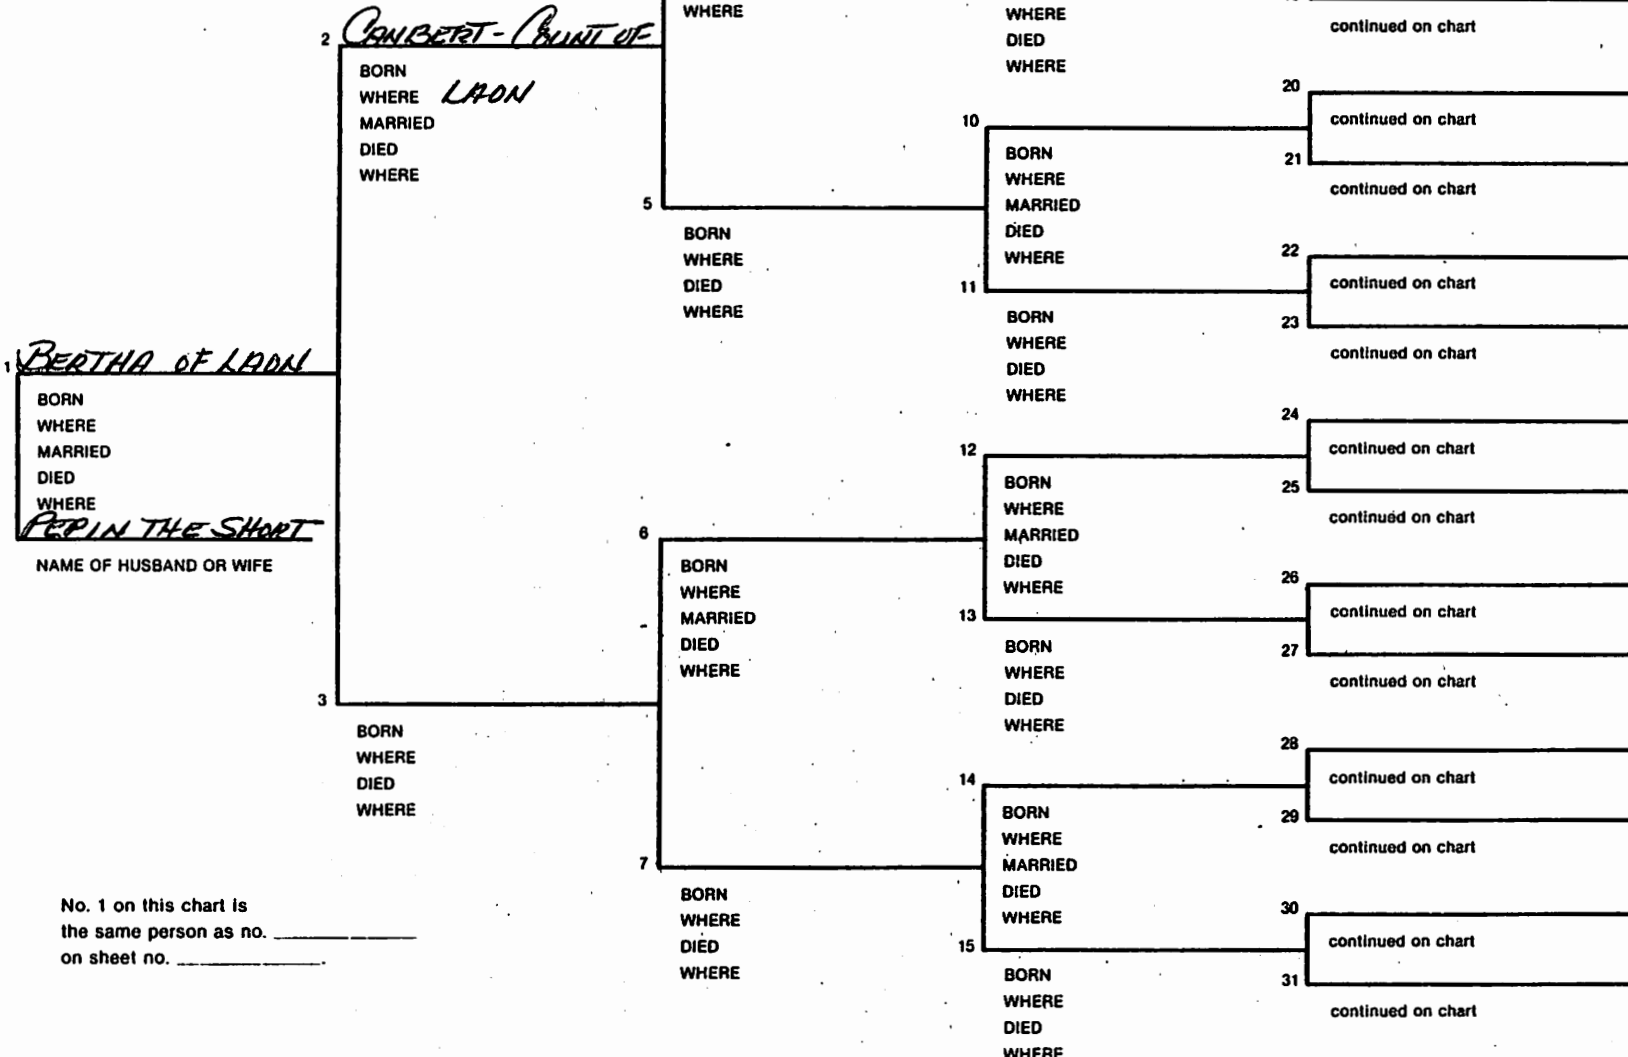 WHERE
2 CANBERT - COUNT OF
BORN
WHERE LAON
MARRIED
DIED
WHERE
1 BERTHA OF LAON
BORN
WHERE
MARRIED
DIED
WHERE
PEPIN THE SHORT
NAME OF HUSBAND OR WIFE
3
BORN
WHERE
DIED
WHERE
No. 1 on this chart is
the same person as no.
on sheet no.
5
BORN
WHERE
DIED
WHERE
6
BORN
WHERE
MARRIED
DIED
WHERE
7
BORN
WHERE
DIED
WHERE
WHERE
DIED
WHERE
10
BORN
WHERE
MARRIED
DIED
WHERE
11
BORN
WHERE
DIED
WHERE
12
BORN
WHERE
MARRIED
DIED
WHERE
13
BORN
WHERE
DIED
WHERE
14
BORN
WHERE
MARRIED
DIED
WHERE
15
BORN
WHERE
DIED
WHERE
continued on chart
20
continued on chart
21
continued on chart
22
continued on chart
23
continued on chart
24
continued on chart
25
continued on chart
26
continued on chart
27
continued on chart
28
continued on chart
29
continued on chart
30
continued on chart
31
continued on chart